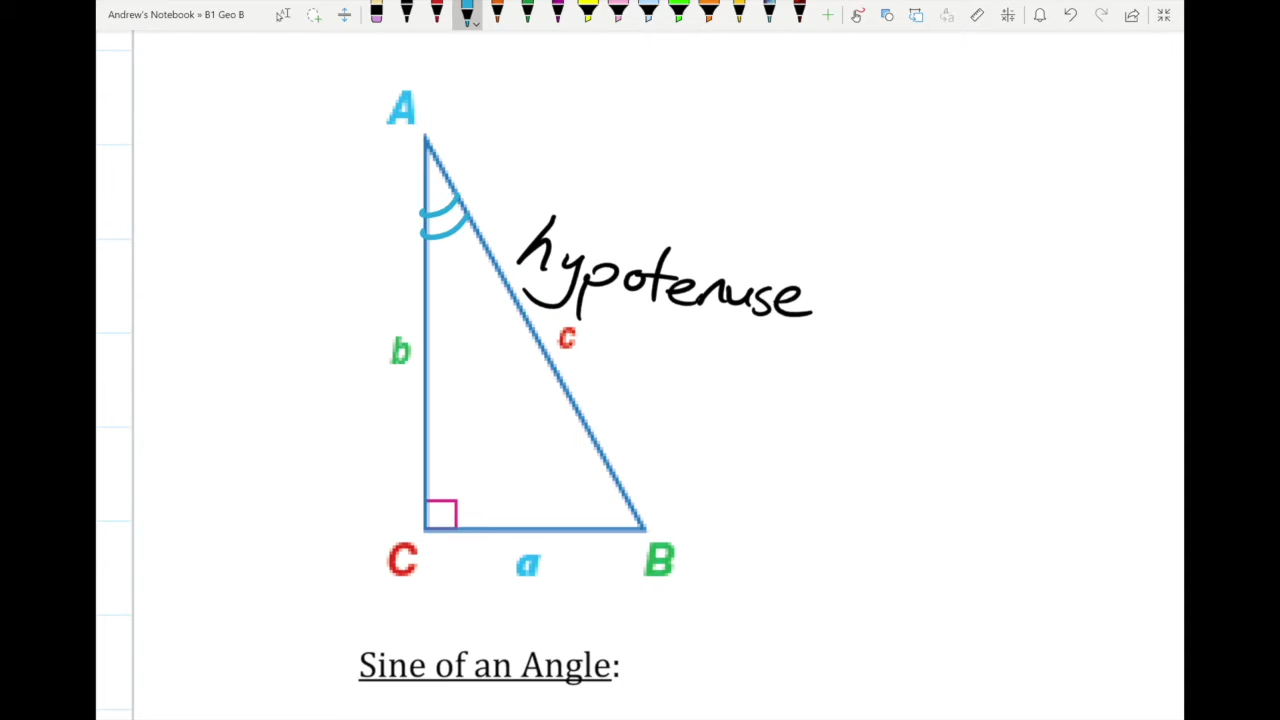 Andrew's Notebook » B1 Geo B
A
hypotenuse
c
b
C
a
B
Sine of an Angle: